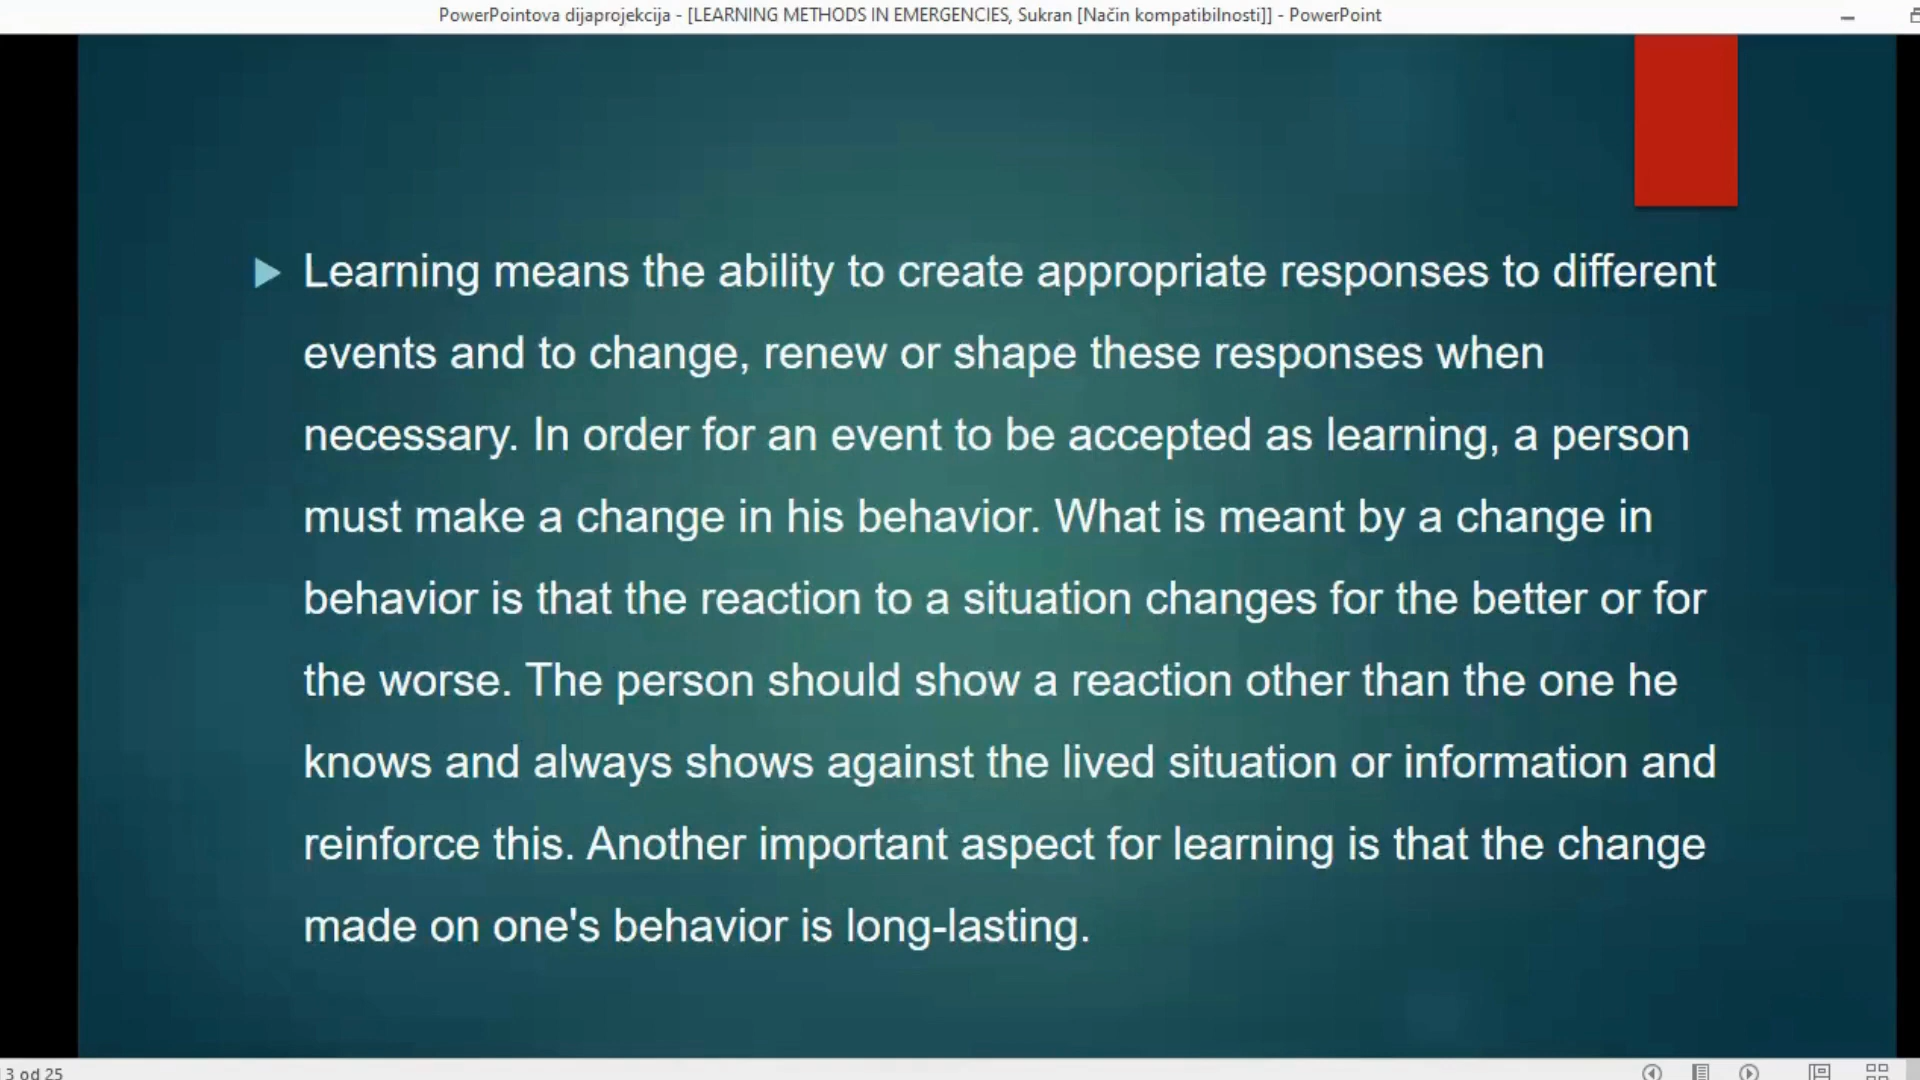 PowerPointova dijaprojekcija - [LEARNING METHODS IN EMERGENCIES, Sukran [Način kompatibilnosti]] - PowerPoint
Learning means the ability to create appropriate responses to different
events and to change, renew or shape these responses when
necessary. In order for an event to be accepted as learning, a person
must make a change in his behavior. What is meant by a change in
behavior is that the reaction to a situation changes for the better or for
the worse. The person should show a reaction other than the one he
knows and always shows against the lived situation or information and
reinforce this. Another important aspect for learning is that the change
made on one's behavior is long-lasting.
3 od 25